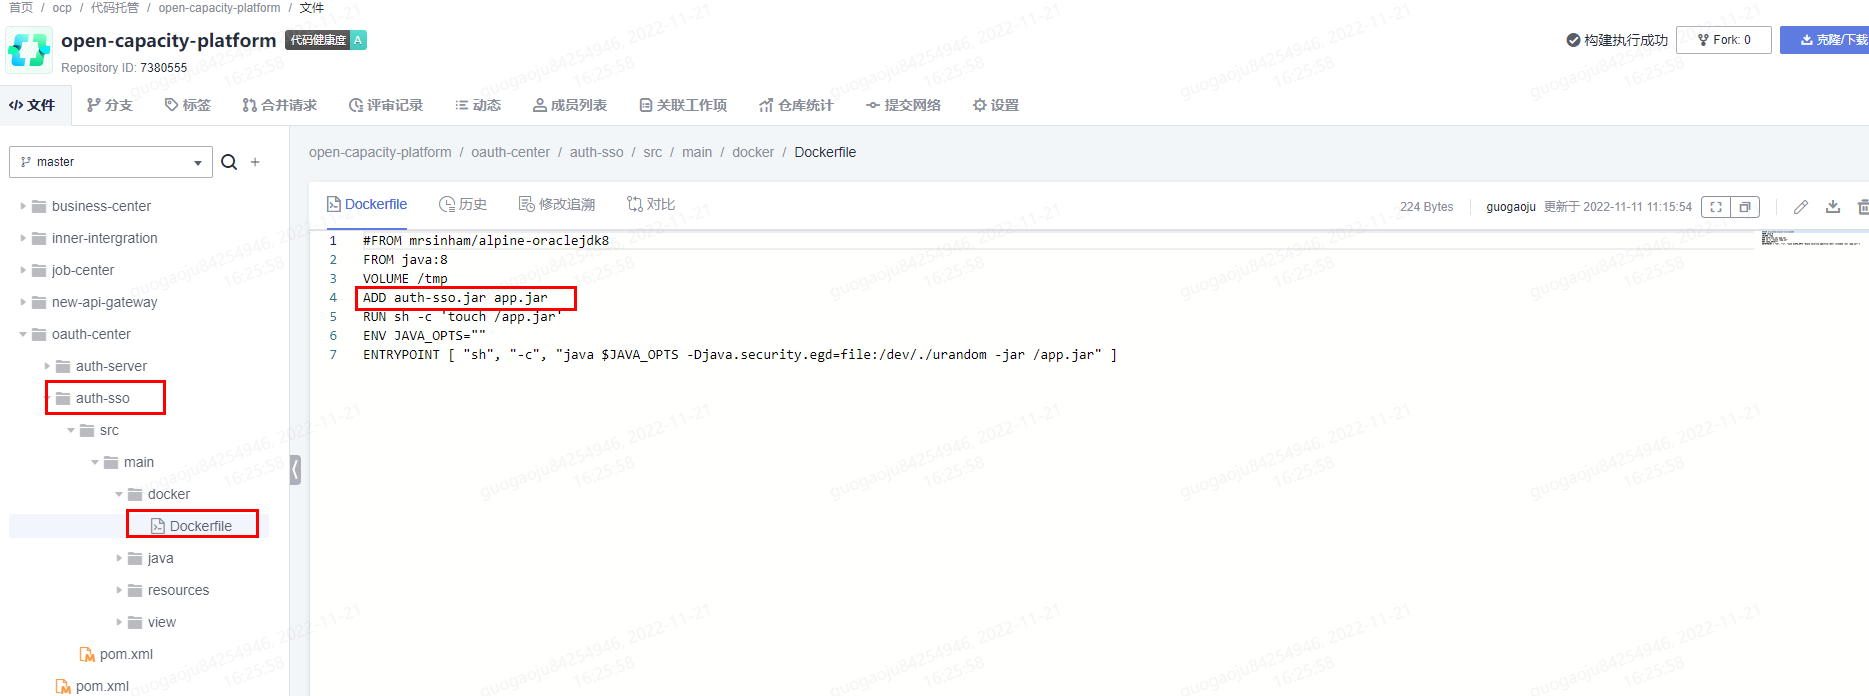 首页 / ocp / 代码托管 / open-capacity-platform / 文件
open-capacity-platform 代码健康度 A
Repository ID: 7380555
构建执行成功 Fork: 0 克隆/下载
文件 分支 标签 合并请求 评审记录 动态 成员列表 关联工作项 仓库统计 提交网络 设置
master
business-center
inner-intergration
job-center
new-api-gateway
oauth-center
auth-server
auth-sso
src
main
docker
Dockerfile
java
resources
view
pom.xml
pom.xml
open-capacity-platform / oauth-center / auth-sso / src / main / docker / Dockerfile
Dockerfile 历史 修改追溯 对比
224 Bytes guogaoju 更新于 2022-11-11 11:15:54
1 #FROM mrsinham/alpine-oraclejdk8
2 FROM java:8
3 VOLUME /tmp
4 ADD auth-sso.jar app.jar
5 RUN sh -c 'touch /app.jar'
6 ENV JAVA_OPTS=""
7 ENTRYPOINT [ "sh", "-c", "java $JAVA_OPTS -Djava.security.egd=file:/dev/./urandom -jar /app.jar" ]
guogaoju84254946, 2022-11-21
16:25:58